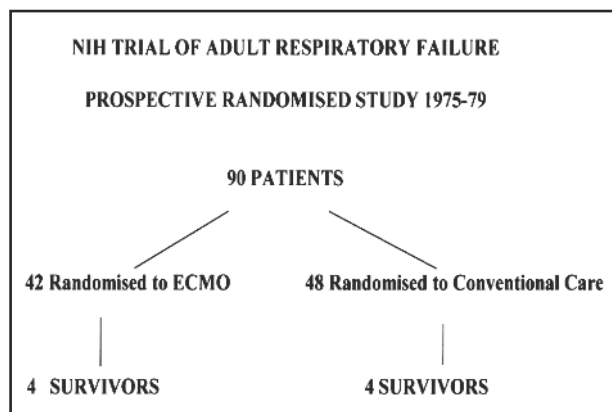 NIH TRIAL OF ADULT RESPIRATORY FAILURE
PROSPECTIVE RANDOMISED STUDY 1975-79
90 PATIENTS
42 Randomised to ECMO 48 Randomised to Conventional Care
4 SURVIVORS 4 SURVIVORS